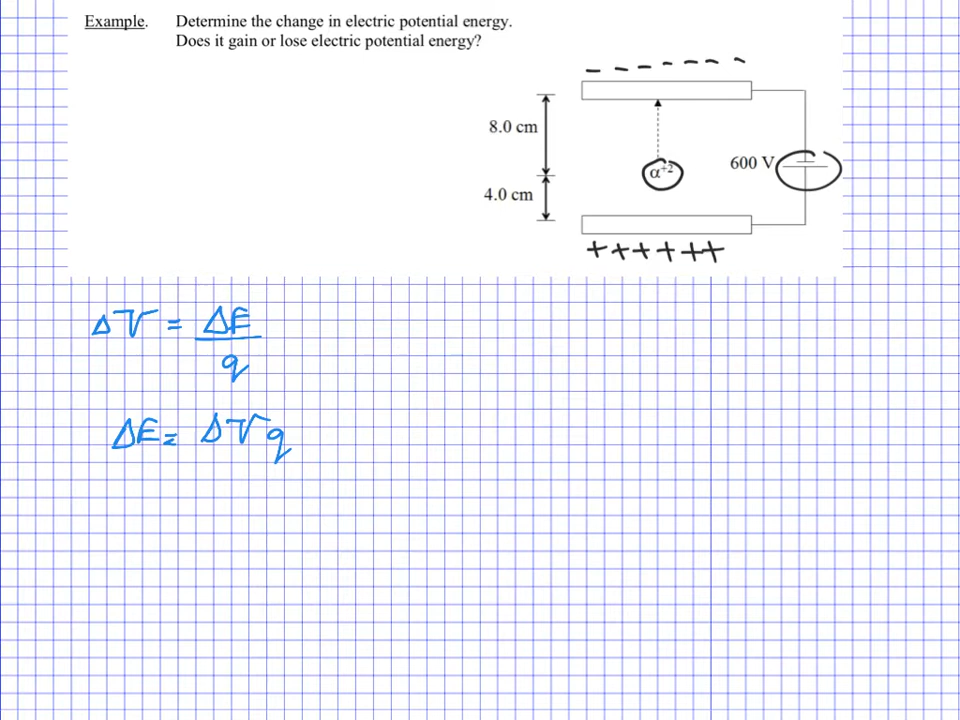 Example. Determine the change in electric potential energy.
Does it gain or lose electric potential energy?
- - - - - - -
8.0 cm
600 V
α⁺²
4.0 cm
+ + + + + + +
ΔV = ΔE / q
ΔE = ΔV q